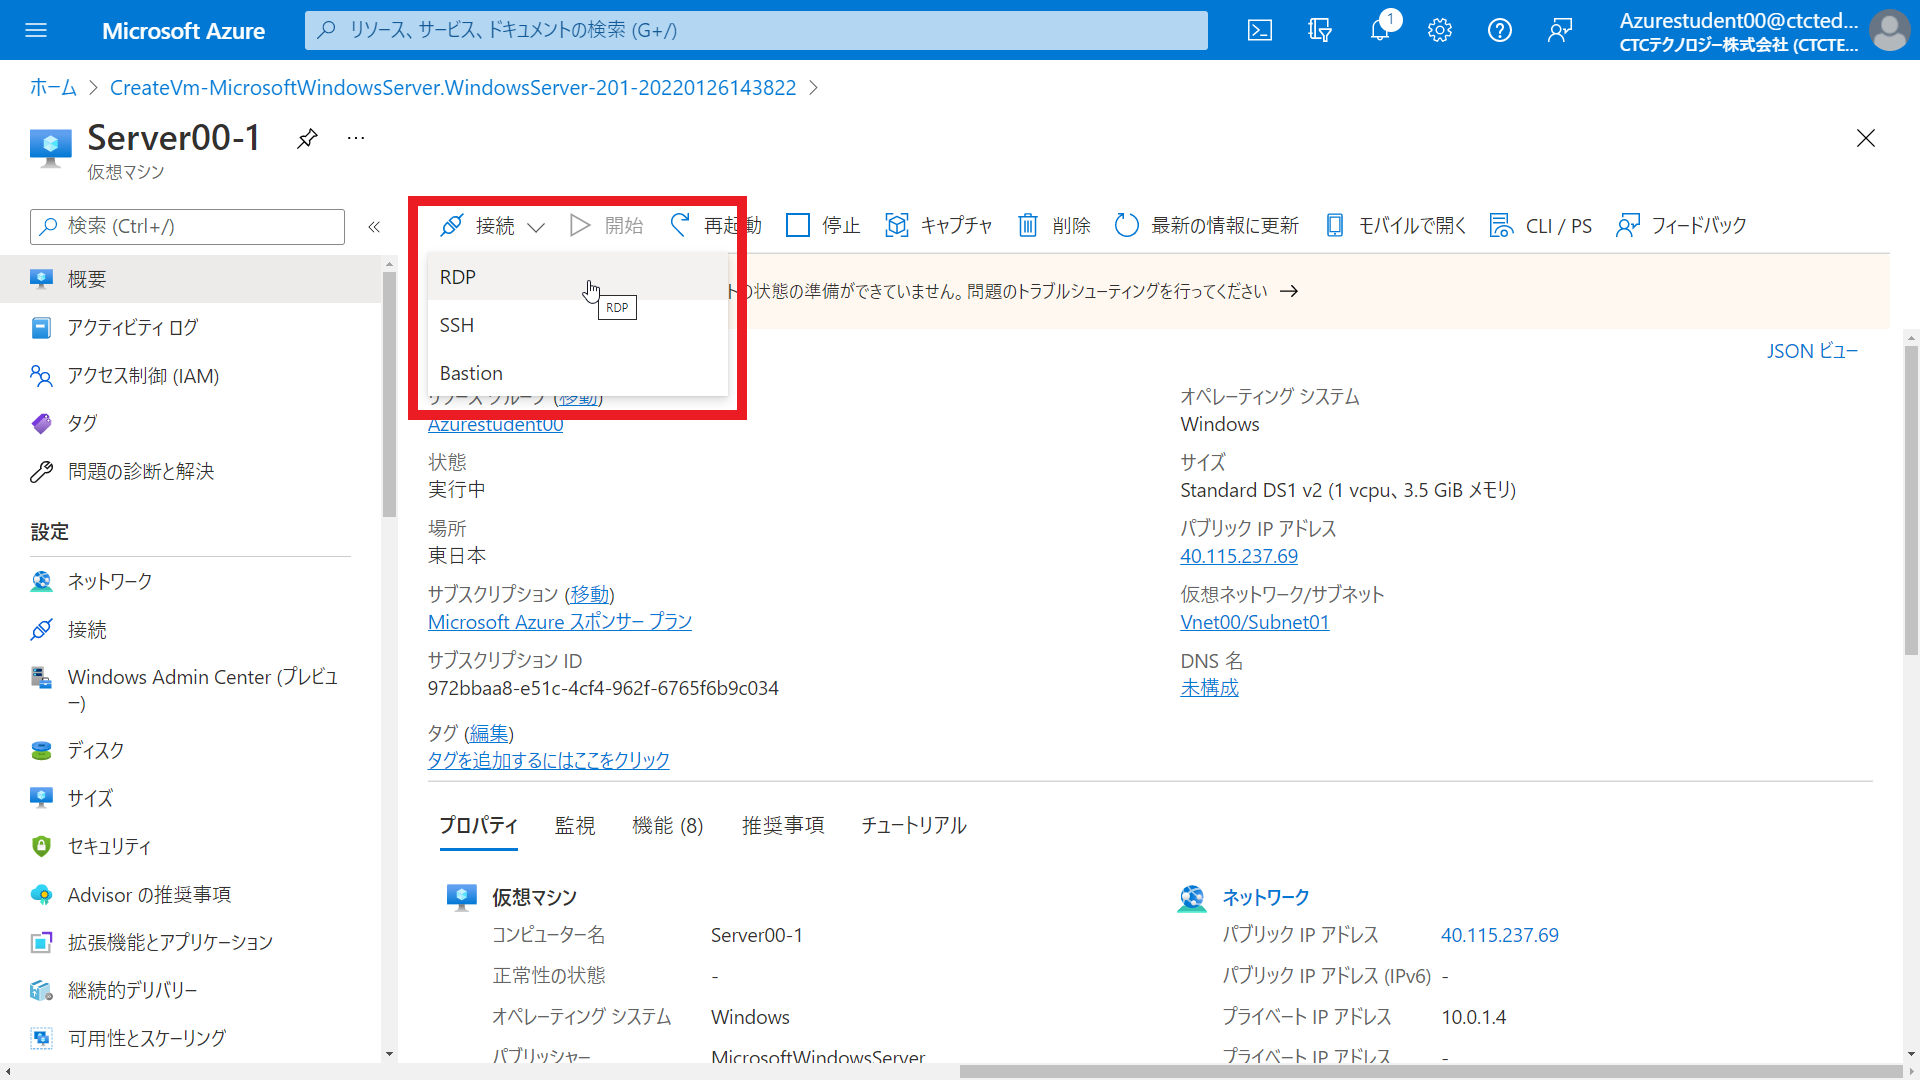 Microsoft Azure
リソース、サービス、ドキュメントの検索 (G+/)
1
Azurestudent00@ctcted...
CTCテクノロジー株式会社 (CTCTE...
ホーム > CreateVm-MicrosoftWindowsServer.WindowsServer-201-20220126143822 >
Server00-1 ...
仮想マシン
検索 (Ctrl+/)
«
接続
開始
再起動
停止
キャプチャ
削除
最新の情報に更新
モバイルで開く
CLI / PS
フィードバック
RDP
RDP
SSH
Bastion
トの状態の準備ができていません。問題のトラブルシューティングを行ってください →
JSON ビュー
概要
アクティビティ ログ
アクセス制御 (IAM)
タグ
問題の診断と解決
設定
ネットワーク
接続
Windows Admin Center (プレビュ
ー)
ディスク
サイズ
セキュリティ
Advisor の推奨事項
拡張機能とアプリケーション
継続的デリバリー
可用性とスケーリング
リソース グループ (移動)
Azurestudent00
状態
実行中
場所
東日本
サブスクリプション (移動)
Microsoft Azure スポンサー プラン
サブスクリプション ID
972bbaa8-e51c-4cf4-962f-6765f6b9c034
タグ (編集)
タグを追加するにはここをクリック
オペレーティング システム
Windows
サイズ
Standard DS1 v2 (1 vcpu、3.5 GiB メモリ)
パブリック IP アドレス
40.115.237.69
仮想ネットワーク/サブネット
Vnet00/Subnet01
DNS 名
未構成
プロパティ
監視
機能 (8)
推奨事項
チュートリアル
仮想マシン
コンピューター名 Server00-1
正常性の状態 -
オペレーティング システム Windows
パブリッシャー MicrosoftWindowsServer
ネットワーク
パブリック IP アドレス 40.115.237.69
パブリック IP アドレス (IPv6) -
プライベート IP アドレス 10.0.1.4
プライベート IP アドレス -